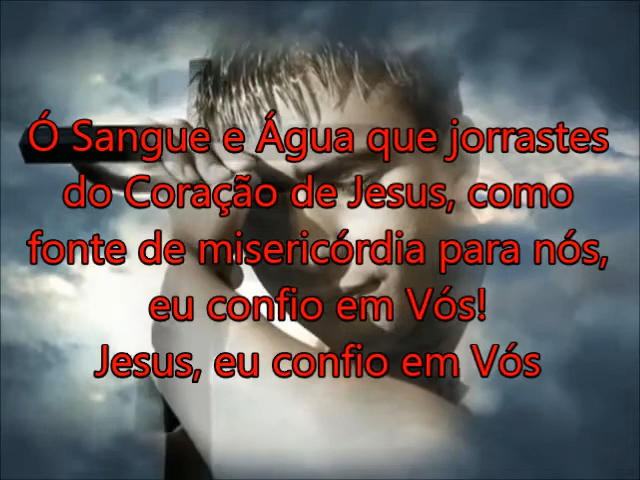 Ó Sangue e Água que jorrastes
do Coração de Jesus, como
fonte de misericórdia para nós,
eu confio em Vós!
Jesus, eu confio em Vós